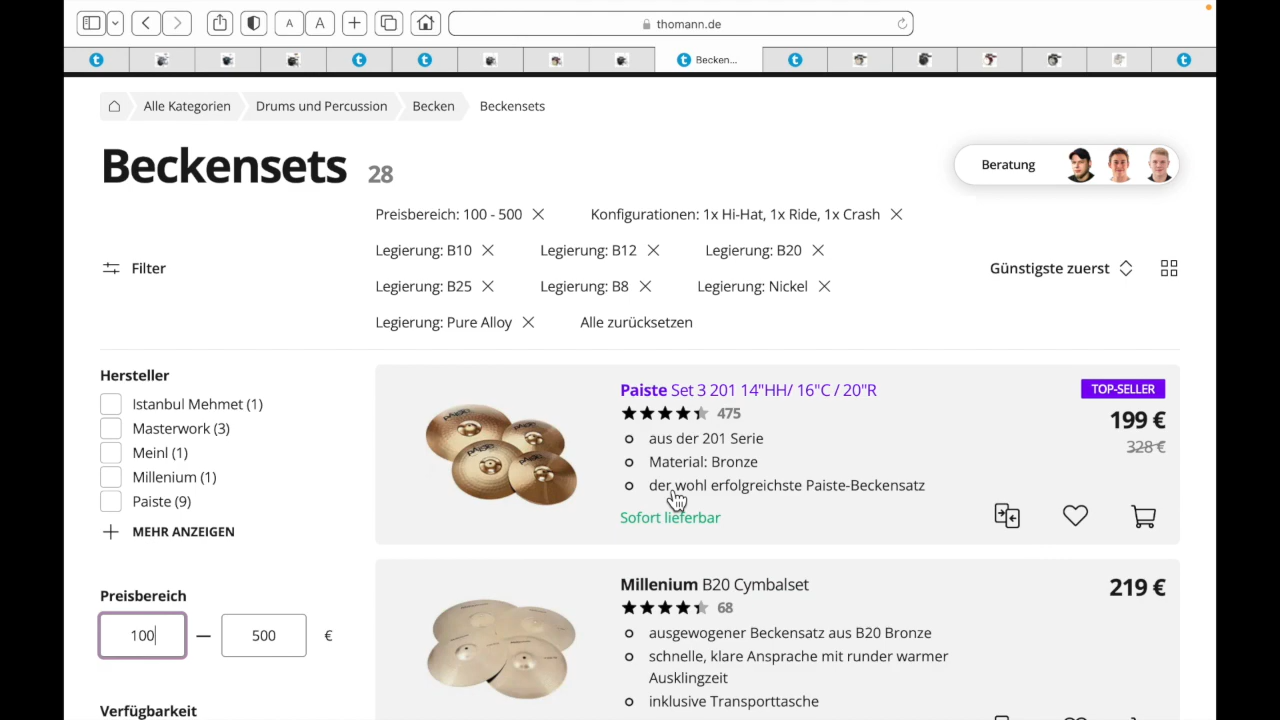 A A
thomann.de
Becken...
Alle Kategorien
Drums und Percussion
Becken
Beckensets
Beckensets 28
Beratung
Preisbereich: 100 - 500
Konfigurationen: 1x Hi-Hat, 1x Ride, 1x Crash
Legierung: B10
Legierung: B12
Legierung: B20
Filter
Günstigste zuerst
Legierung: B25
Legierung: B8
Legierung: Nickel
Legierung: Pure Alloy
Alle zurücksetzen
Hersteller
Istanbul Mehmet (1)
Masterwork (3)
Meinl (1)
Millenium (1)
Paiste (9)
MEHR ANZEIGEN
Preisbereich
100 — 500 €
Verfügbarkeit
Paiste Set 3 201 14"HH/ 16"C / 20"R
475
aus der 201 Serie
Material: Bronze
der wohl erfolgreichste Paiste-Beckensatz
Sofort lieferbar
TOP-SELLER
199 €
328 €
Millenium B20 Cymbalset
68
ausgewogener Beckensatz aus B20 Bronze
schnelle, klare Ansprache mit runder warmer
Ausklingzeit
inklusive Transporttasche
219 €